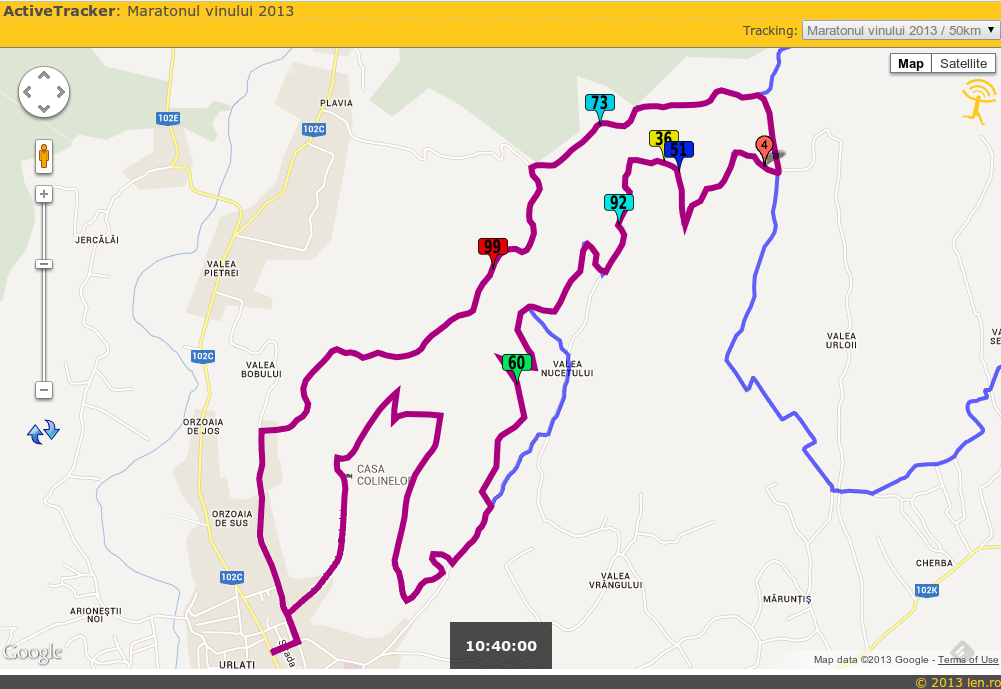 ActiveTracker: Maratonul vinului 2013
Tracking: Maratonul vinului 2013 / 50km
Map Satellite
PLAVIA
102E
102C
73
36
51
4
92
99
JERCĂLĂI
VALEA
PIETREI
102C
VALEA
BOBULUI
60
VALEA
NUCETULUI
VALEA
URLOII
VA
SE
ORZOAIA
DE JOS
CASA
COLINELOR
ORZOAIA
DE SUS
102C
VALEA
VRÂNGULUI
CHERBA
102K
MĂRUNȚIȘ
ARIONEȘTII
NOI
10:40:00
Google
URLATI
Strada
Map data ©2013 Google - Terms of Use
© 2013 len.ro